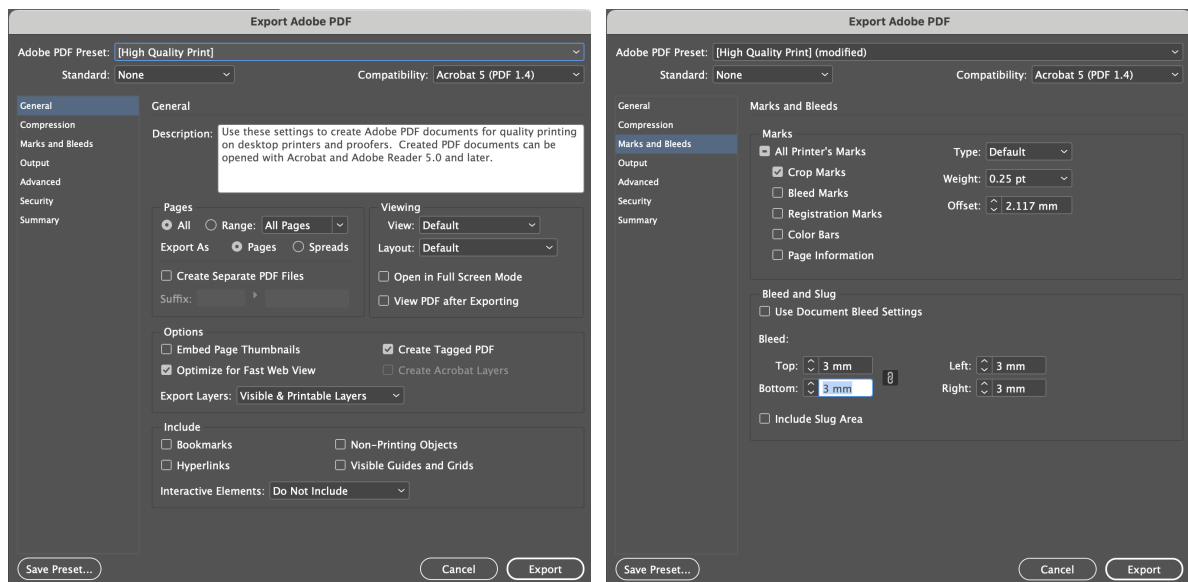 Export Adobe PDF
Adobe PDF Preset: [High Quality Print]
Standard: None Compatibility: Acrobat 5 (PDF 1.4)
General
Compression
Marks and Bleeds
Output
Advanced
Security
Summary
General
Description: Use these settings to create Adobe PDF documents for quality printing
on desktop printers and proofers. Created PDF documents can be
opened with Acrobat and Adobe Reader 5.0 and later.
Pages
All Range: All Pages
Export As Pages Spreads
Create Separate PDF Files
Suffix:
Viewing
View: Default
Layout: Default
Open in Full Screen Mode
View PDF after Exporting
Options
Embed Page Thumbnails Create Tagged PDF
Optimize for Fast Web View Create Acrobat Layers
Export Layers: Visible & Printable Layers
Include
Bookmarks Non-Printing Objects
Hyperlinks Visible Guides and Grids
Interactive Elements: Do Not Include
Save Preset... Cancel Export
Export Adobe PDF
Adobe PDF Preset: [High Quality Print] (modified)
Standard: None Compatibility: Acrobat 5 (PDF 1.4)
General
Compression
Marks and Bleeds
Output
Advanced
Security
Summary
Marks and Bleeds
Marks
All Printer's Marks Type: Default
Crop Marks Weight: 0.25 pt
Bleed Marks Offset: 2.117 mm
Registration Marks
Color Bars
Page Information
Bleed and Slug
Use Document Bleed Settings
Bleed:
Top: 3 mm Left: 3 mm
Bottom: 3 mm Right: 3 mm
Include Slug Area
Save Preset... Cancel Export